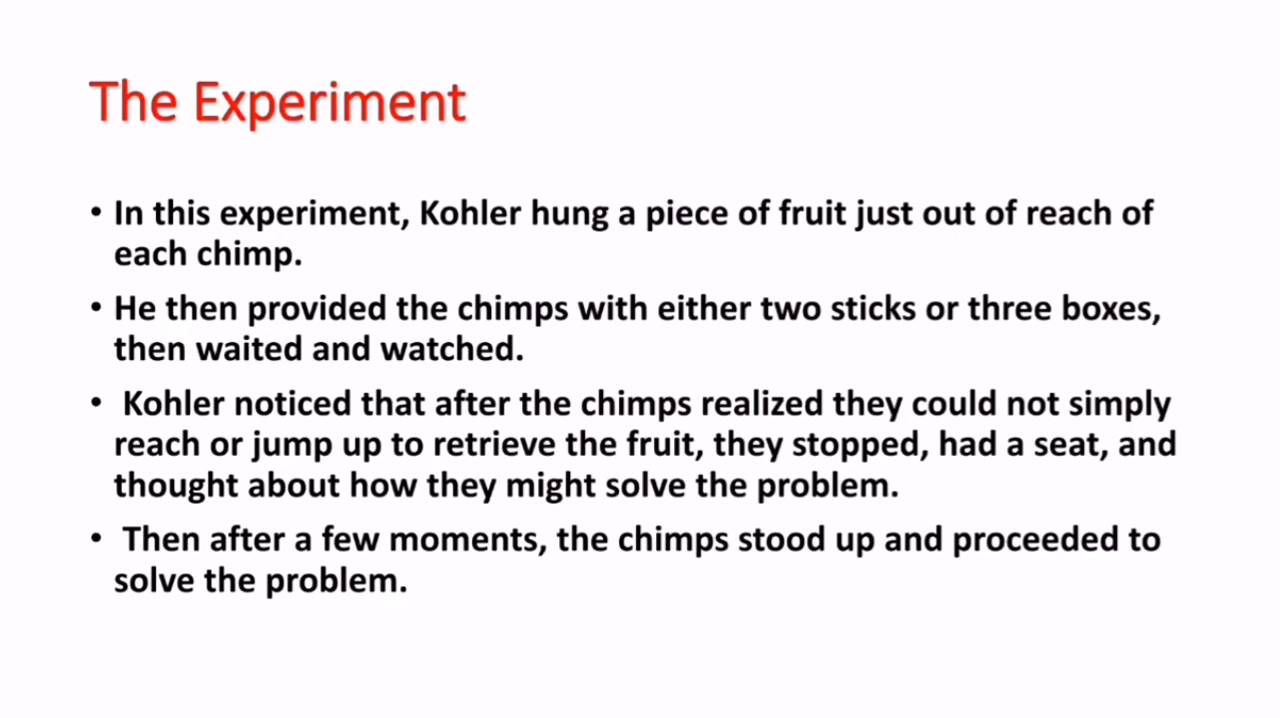 The Experiment
• In this experiment, Kohler hung a piece of fruit just out of reach of
each chimp.
• He then provided the chimps with either two sticks or three boxes,
then waited and watched.
• Kohler noticed that after the chimps realized they could not simply
reach or jump up to retrieve the fruit, they stopped, had a seat, and
thought about how they might solve the problem.
• Then after a few moments, the chimps stood up and proceeded to
solve the problem.